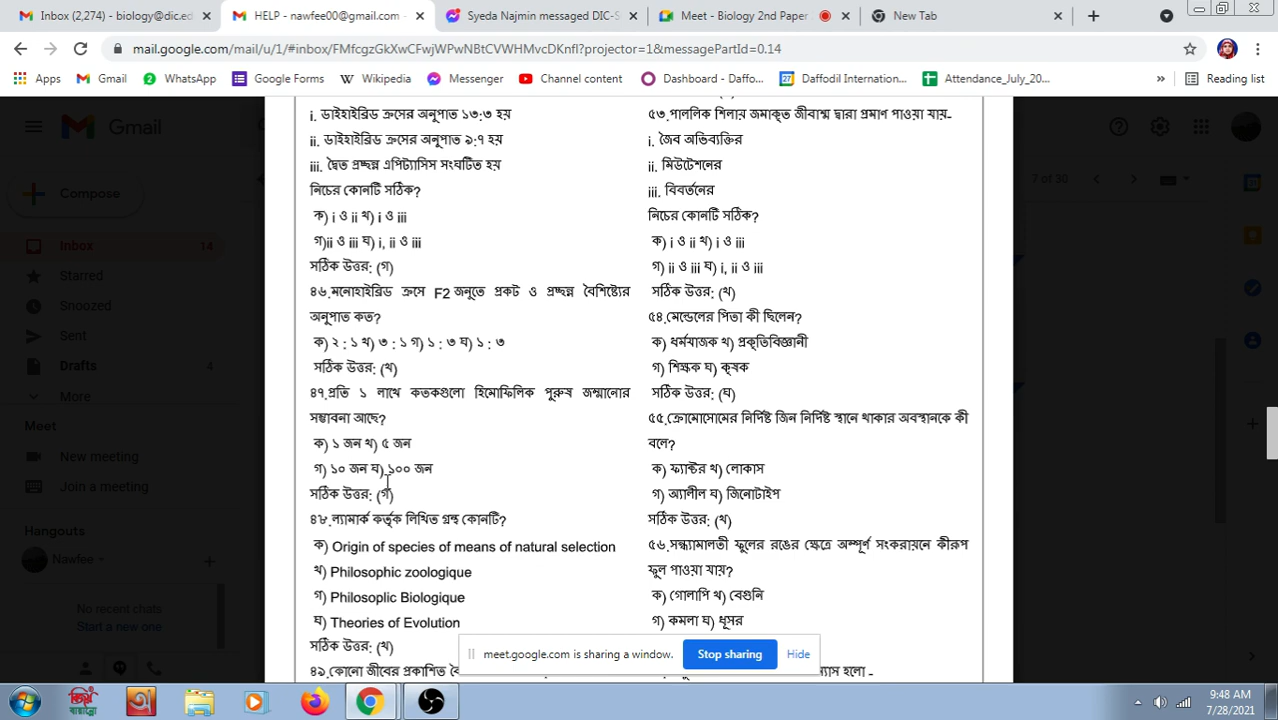 Inbox (2,274) - biology@dic.ed
HELP - nawfee00@gmail.com -
Syeda Najmin messaged DIC-S
Meet - Biology 2nd Paper
New Tab
mail.google.com/mail/u/1/#inbox/FMfcgzGkXwCFwjWPwNBtCVWHMvcDKnfl?projector=1&messagePartId=0.14
Apps
Gmail
WhatsApp
Google Forms
Wikipedia
Messenger
Channel content
Dashboard - Daffo...
Daffodil Internation...
Attendance_July_20...
»
Reading list
Gmail
Compose
7 of 30
Inbox 14
Starred
Snoozed
Sent
Drafts 4
More
Meet
New meeting
Join a meeting
Hangouts
Nawfee
No recent chats
Start a new one
i. ডাইহাইব্রিড ক্রসের অনুপাত ১৩:৩ হয়
ii. ডাইহাইব্রিড ক্রসের অনুপাত ৯:৭ হয়
iii. দ্বৈত প্রচ্ছন্ন এপিট্যাসিস সংঘটিত হয়
নিচের কোনটি সঠিক?
ক) i ও ii খ) i ও iii
গ)ii ও iii ঘ) i, ii ও iii
সঠিক উত্তর: (গ)
৪৬.মনোহাইব্রিড ক্রসে F2 জনুতে প্রকট ও প্রচ্ছন্ন বৈশিষ্ট্যের
অনুপাত কত?
ক) ২ : ১ খ) ৩ : ১ গ) ১ : ৩ ঘ) ১ : ৩
সঠিক উত্তর: (খ)
৪৭.প্রতি ১ লাখে কতকগুলো হিমোফিলিক পুরুষ জন্মানোর
সম্ভাবনা আছে?
ক) ১ জন খ) ৫ জন
গ) ১০ জন ঘ) ১০০ জন
সঠিক উত্তর: (গ)
৪৮.ল্যামার্ক কর্তৃক লিখিত গ্রন্থ কোনটি?
ক) Origin of species of means of natural selection
খ) Philosophic zoologique
গ) Philosoplic Biologique
ঘ) Theories of Evolution
সঠিক উত্তর: (খ)
৪৯.কোনো জীবের প্রকাশিত
৫৩.পাললিক শিলার জমাকৃত জীবাশ্ম দ্বারা প্রমাণ পাওয়া যায়-
i. জৈব অভিব্যক্তির
ii. মিউটেশনের
iii. বিবর্তনের
নিচের কোনটি সঠিক?
ক) i ও ii খ) i ও iii
গ) ii ও iii ঘ) i, ii ও iii
সঠিক উত্তর: (খ)
৫৪.মেন্ডেলের পিতা কী ছিলেন?
ক) ধর্মযাজক খ) প্রকৃতিবিজ্ঞানী
গ) শিক্ষক ঘ) কৃষক
সঠিক উত্তর: (ঘ)
৫৫.ক্রোমোসোমের নির্দিষ্ট জিন নির্দিষ্ট স্থানে থাকার অবস্থানকে কী
বলে?
ক) ফ্যাক্টর খ) লোকাস
গ) অ্যালীল ঘ) জিনোটাইপ
সঠিক উত্তর: (খ)
৫৬.সন্ধ্যামালতী ফুলের রঙের ক্ষেত্রে অম্পূর্ণ সংকরায়নে কীরূপ
ফুল পাওয়া যায়?
ক) গোলাপি খ) বেগুনি
গ) কমলা ঘ) ধূসর
হলো -
meet.google.com is sharing a window.
Stop sharing
Hide
9:48 AM
7/28/2021